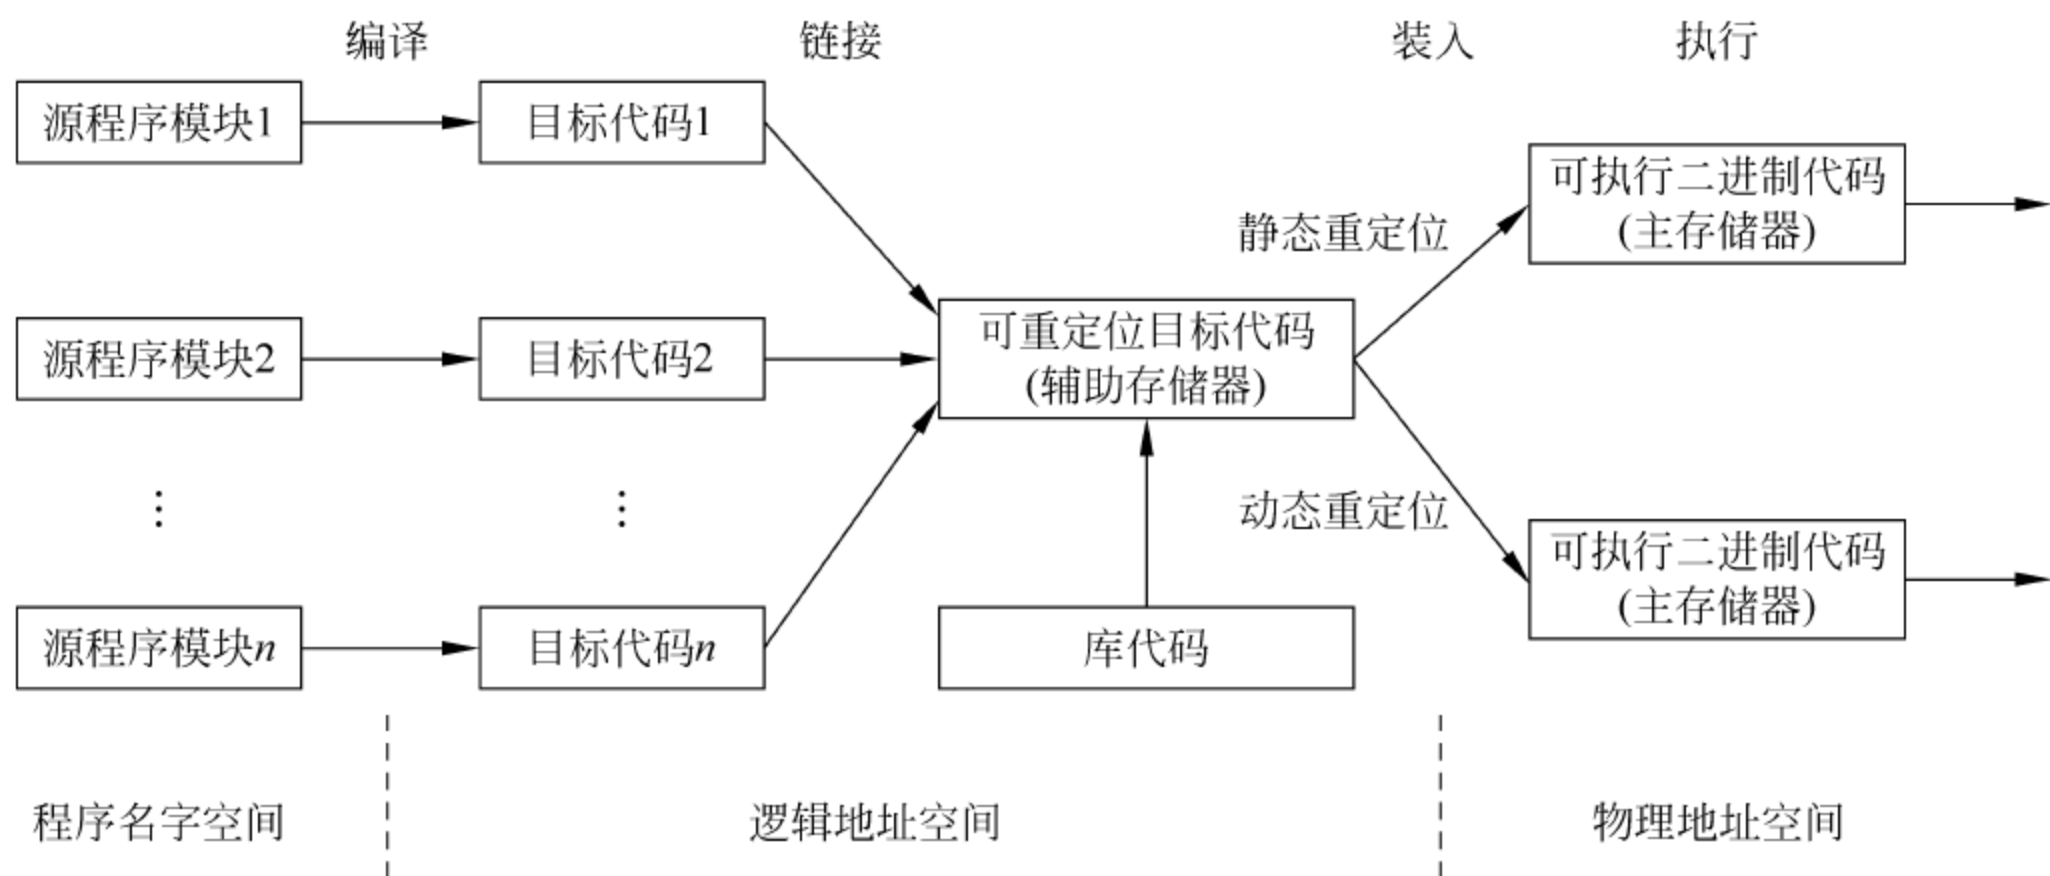 编译
链接
装入
执行
源程序模块1
目标代码1
可执行二进制代码
(主存储器)
静态重定位
源程序模块2
目标代码2
可重定位目标代码
(辅助存储器)
⋮
⋮
动态重定位
可执行二进制代码
(主存储器)
源程序模块n
目标代码n
库代码
程序名字空间
逻辑地址空间
物理地址空间